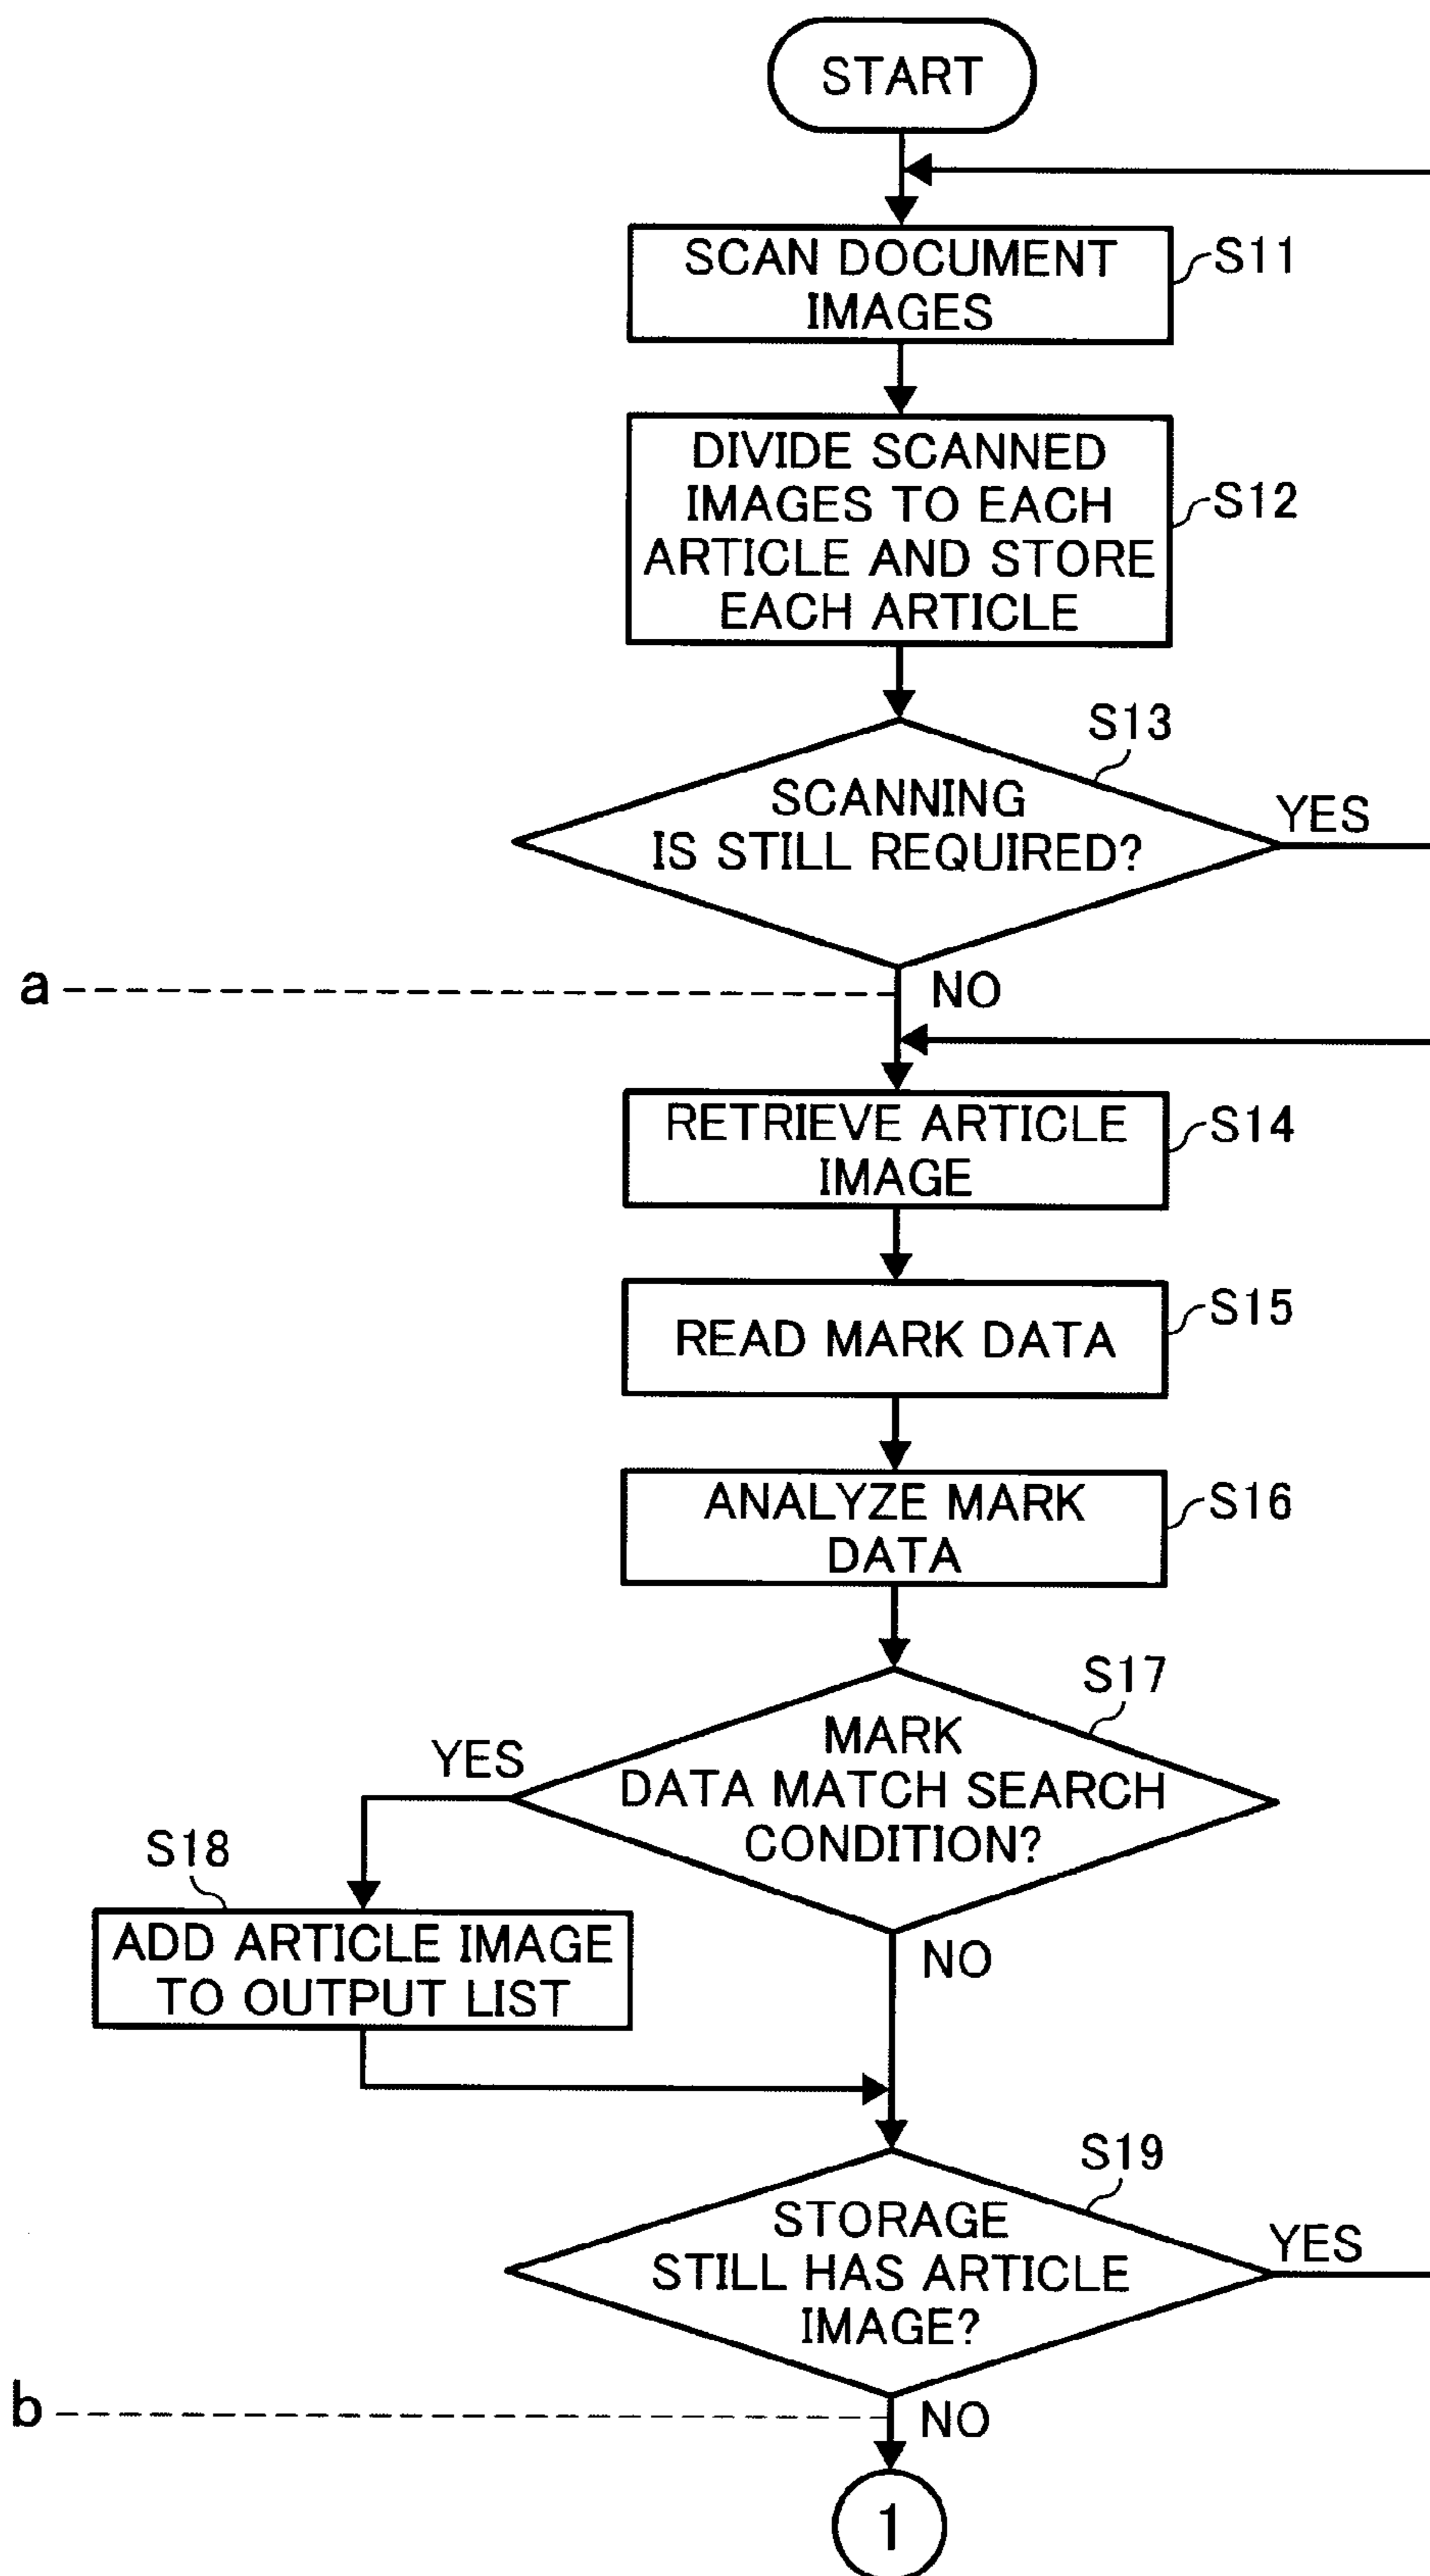 START
SCAN DOCUMENT
IMAGES
S11
DIVIDE SCANNED
IMAGES TO EACH
ARTICLE AND STORE
EACH ARTICLE
S12
S13
SCANNING
IS STILL REQUIRED?
YES
a
NO
RETRIEVE ARTICLE
IMAGE
S14
READ MARK DATA
S15
ANALYZE MARK
DATA
S16
S17
MARK
DATA MATCH SEARCH
CONDITION?
YES
S18
ADD ARTICLE IMAGE
TO OUTPUT LIST
NO
S19
STORAGE
STILL HAS ARTICLE
IMAGE?
YES
b
NO
1